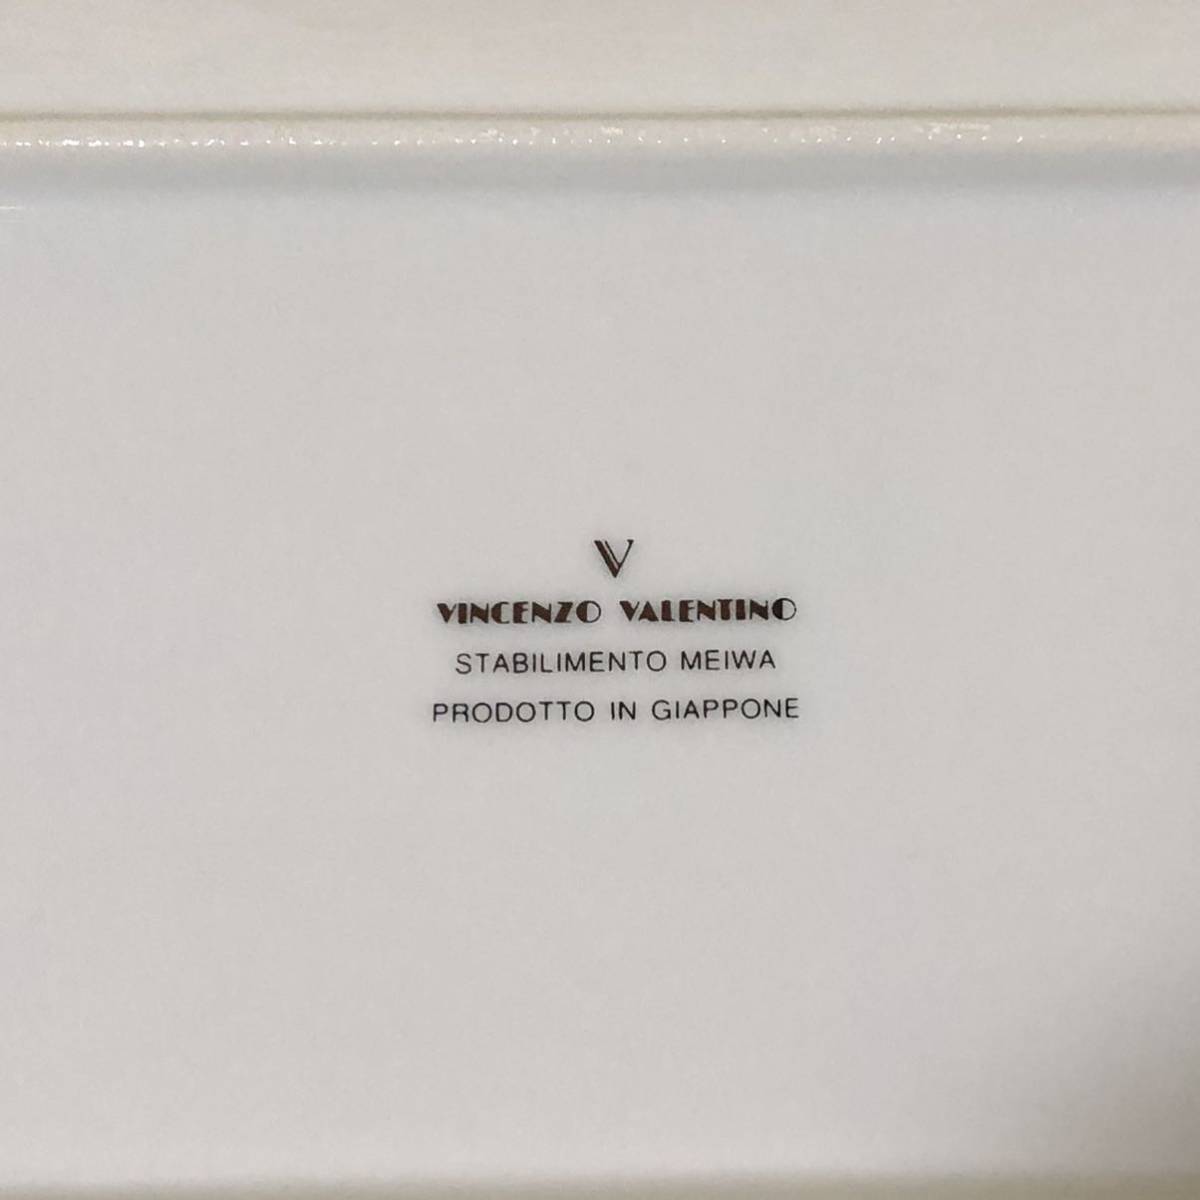 V
VINCENZO VALENTINO
STABILIMENTO MEIWA
PRODOTTO IN GIAPPONE